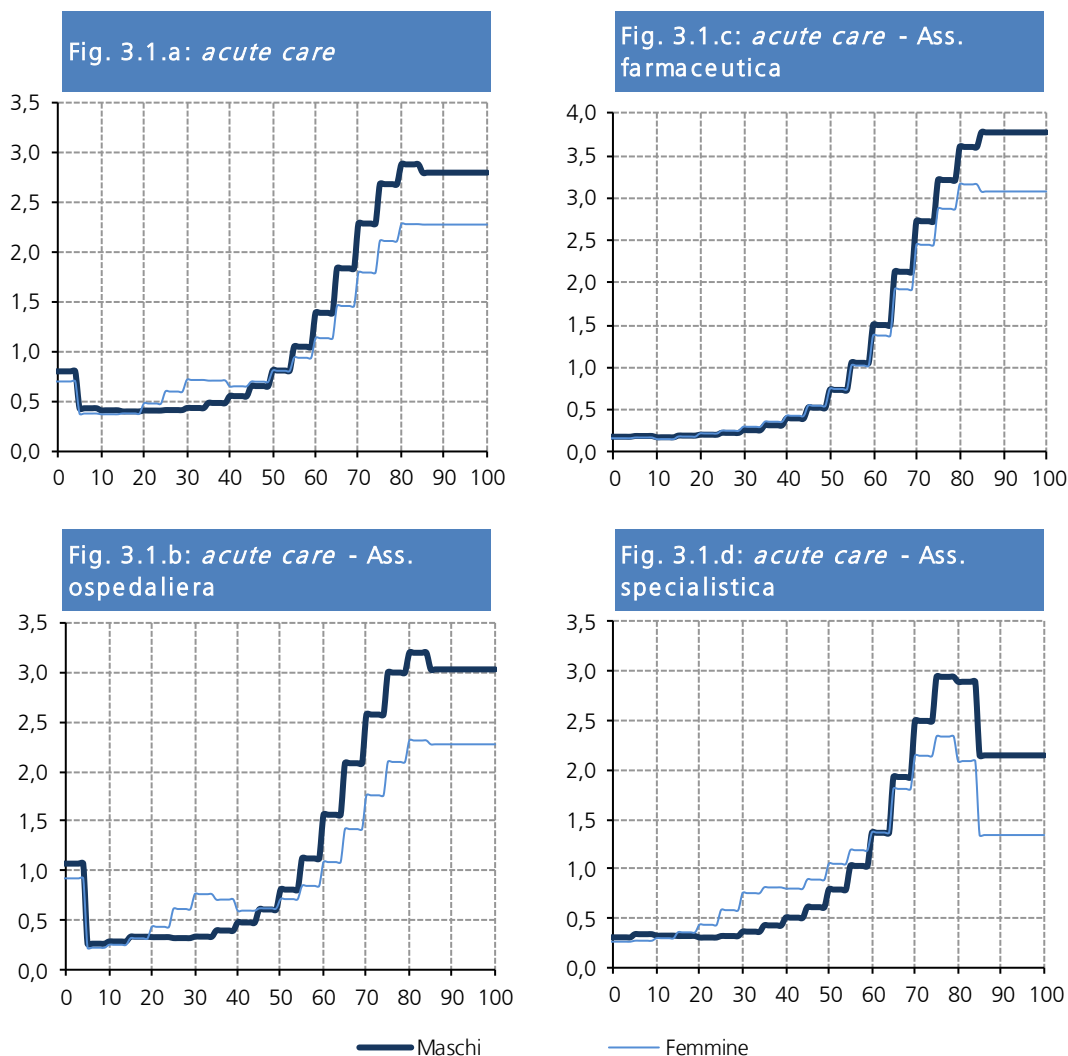 Fig. 3.1.a: acute care
3,5
3,0
2,5
2,0
1,5
1,0
0,5
0,0
0 10 20 30 40 50 60 70 80 90 100
Fig. 3.1.c: acute care - Ass.
farmaceutica
4,0
3,5
3,0
2,5
2,0
1,5
1,0
0,5
0,0
0 10 20 30 40 50 60 70 80 90 100
Fig. 3.1.b: acute care - Ass.
ospedaliera
3,5
3,0
2,5
2,0
1,5
1,0
0,5
0,0
0 10 20 30 40 50 60 70 80 90 100
Fig. 3.1.d: acute care - Ass.
specialistica
3,5
3,0
2,5
2,0
1,5
1,0
0,5
0,0
0 10 20 30 40 50 60 70 80 90 100
Maschi Femmine